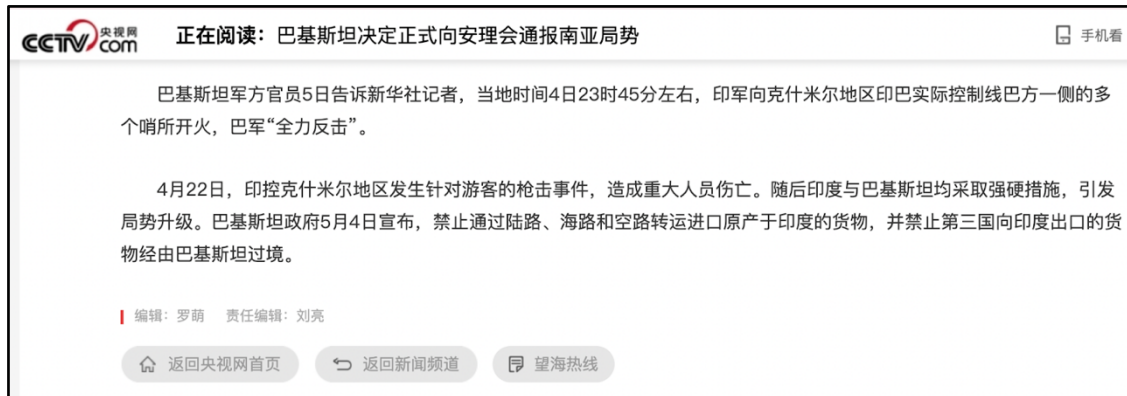 CCTV.com 央视网
正在阅读：巴基斯坦决定正式向安理会通报南亚局势
手机看
巴基斯坦军方官员5日告诉新华社记者，当地时间4日23时45分左右，印军向克什米尔地区印巴实际控制线巴方一侧的多
个哨所开火，巴军“全力反击”。
4月22日，印控克什米尔地区发生针对游客的枪击事件，造成重大人员伤亡。随后印度与巴基斯坦均采取强硬措施，引发
局势升级。巴基斯坦政府5月4日宣布，禁止通过陆路、海路和空路转运进口原产于印度的货物，并禁止第三国向印度出口的货
物经由巴基斯坦过境。
编辑：罗萌 责任编辑：刘亮
返回央视网首页 返回新闻频道 望海热线